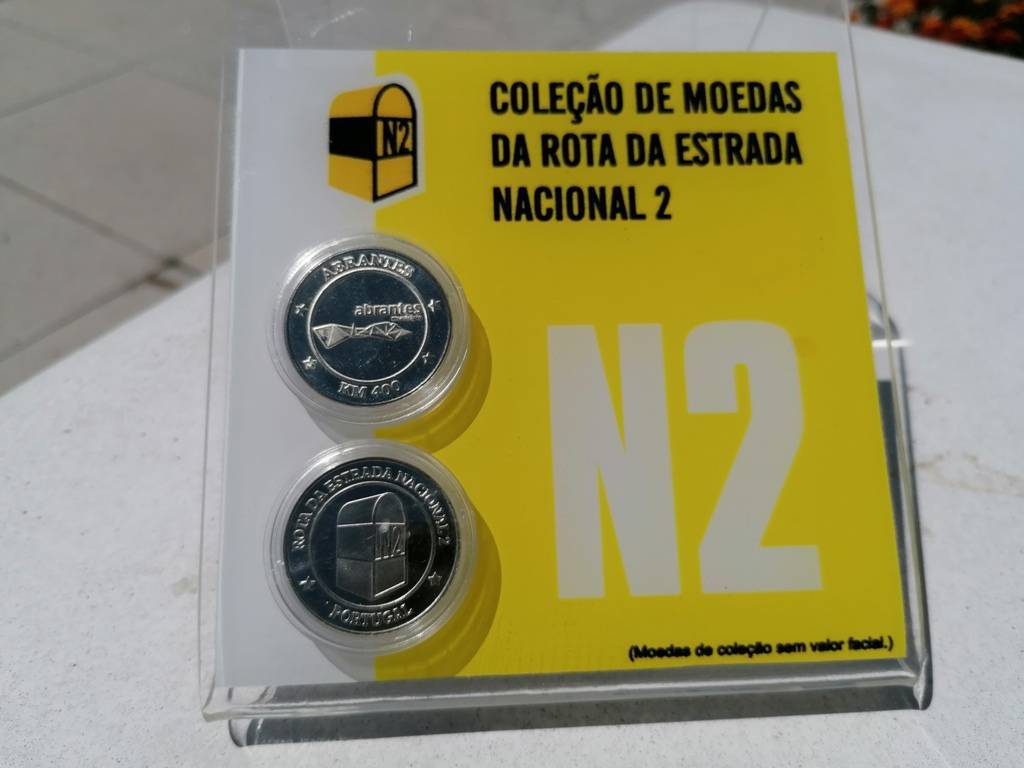 N2
COLEÇÃO DE MOEDAS
DA ROTA DA ESTRADA
NACIONAL 2
ABRANTES
abrantes
KM 400
ROTA DA ESTRADA NACIONAL 2
N2
PORTUGAL
N2
(Moedas de coleção sem valor facial.)